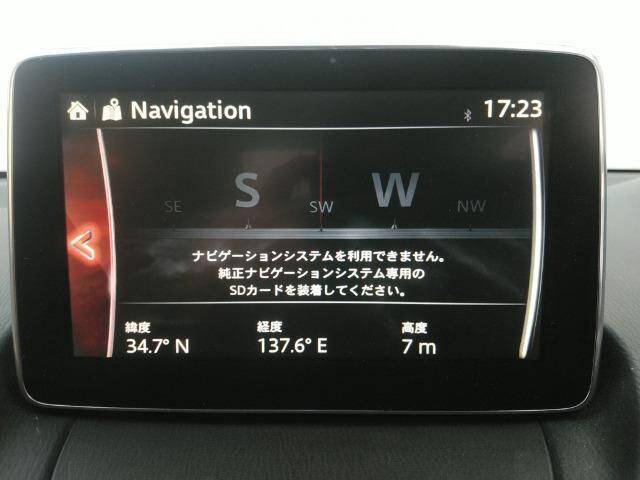 Navigation
17:23
S W
SE SW NW
ナビゲーションシステムを利用できません。
純正ナビゲーションシステム専用の
SDカードを装着してください。
緯度 経度 高度
34.7° N 137.6° E 7 m